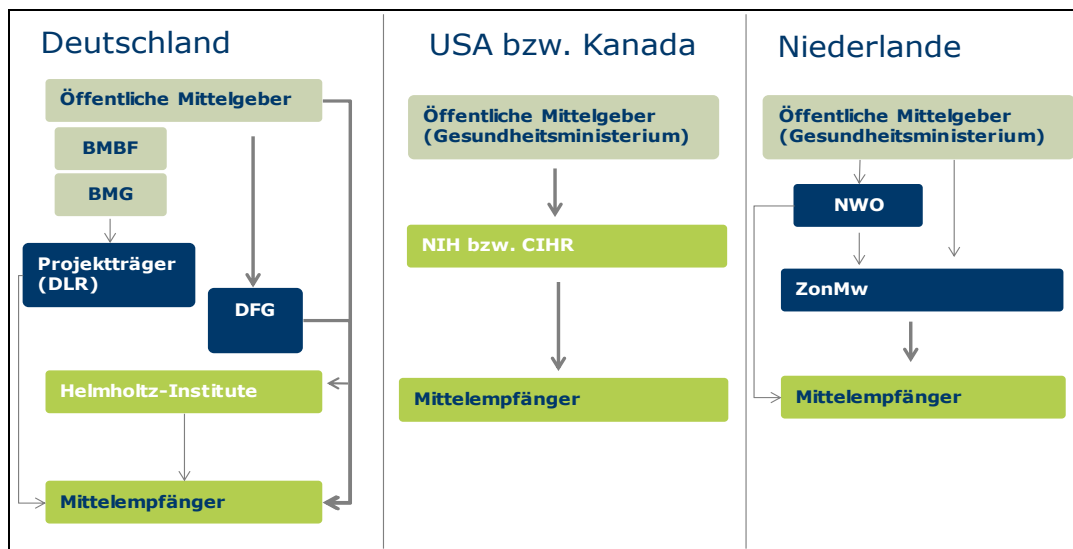 Deutschland
Öffentliche Mittelgeber
BMBF
BMG
Projektträger
(DLR)
DFG
Helmholtz-Institute
Mittelempfänger
USA bzw. Kanada
Öffentliche Mittelgeber
(Gesundheitsministerium)
NIH bzw. CIHR
Mittelempfänger
Niederlande
Öffentliche Mittelgeber
(Gesundheitsministerium)
NWO
ZonMw
Mittelempfänger